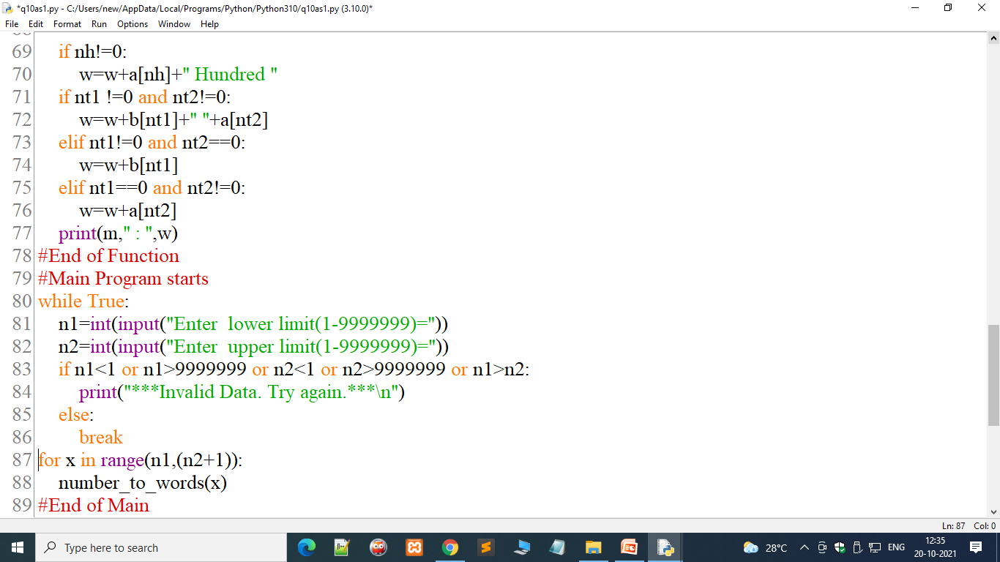 *q10as1.py - C:/Users/new/AppData/Local/Programs/Python/Python310/q10as1.py (3.10.0)*
File Edit Format Run Options Window Help
69     if nh!=0:
70         w=w+a[nh]+" Hundred "
71     if nt1 !=0 and nt2!=0:
72         w=w+b[nt1]+" "+a[nt2]
73     elif nt1!=0 and nt2==0:
74         w=w+b[nt1]
75     elif nt1==0 and nt2!=0:
76         w=w+a[nt2]
77     print(m," : ",w)
78 #End of Function
79 #Main Program starts
80 while True:
81     n1=int(input("Enter  lower limit(1-9999999)="))
82     n2=int(input("Enter  upper limit(1-9999999)="))
83     if n1<1 or n1>9999999 or n2<1 or n2>9999999 or n1>n2:
84         print("***Invalid Data. Try again.***\n")
85     else:
86         break
87 for x in range(n1,(n2+1)):
88     number_to_words(x)
89 #End of Main
Ln: 87 Col: 0
Type here to search
28°C ENG 12:35
20-10-2021